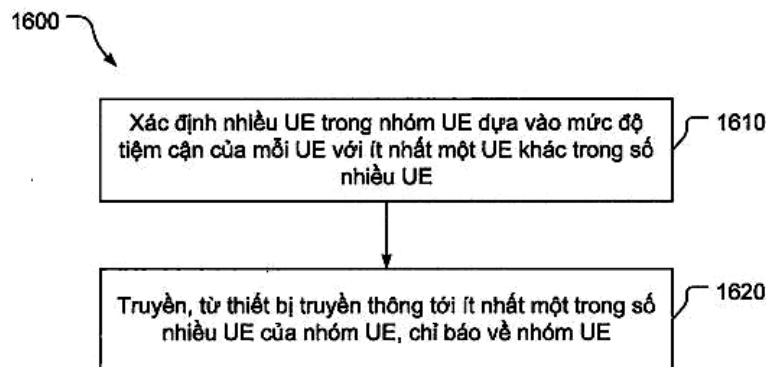 1600
Xác định nhiều UE trong nhóm UE dựa vào mức độ
tiệm cận của mỗi UE với ít nhất một UE khác trong số
nhiều UE
1610
Truyền, từ thiết bị truyền thông tới ít nhất một trong số
nhiều UE của nhóm UE, chỉ báo về nhóm UE
1620